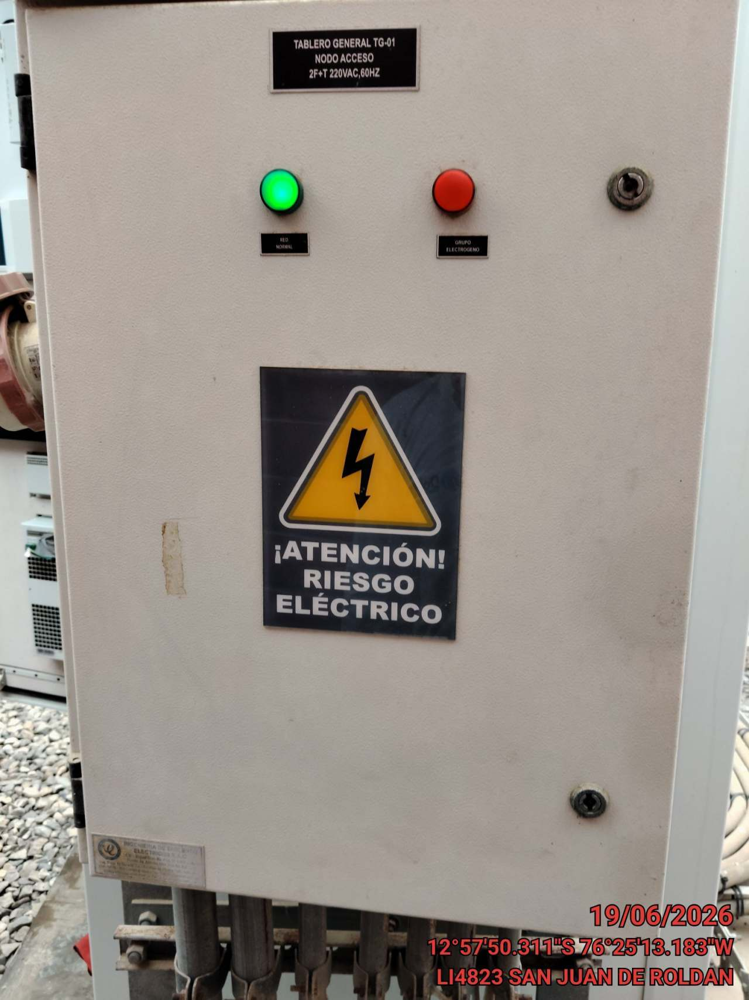 TABLERO GENERAL TG-01
NODO ACCESO
2F+T 220VAC,60HZ
RED
NORMAL
GRUPO
ELECTROGENO
¡ATENCIÓN!
RIESGO
ELÉCTRICO
19/06/2026
12°57'50.311"S 76°25'13.183"W
LI4823 SAN JUAN DE ROLDAN